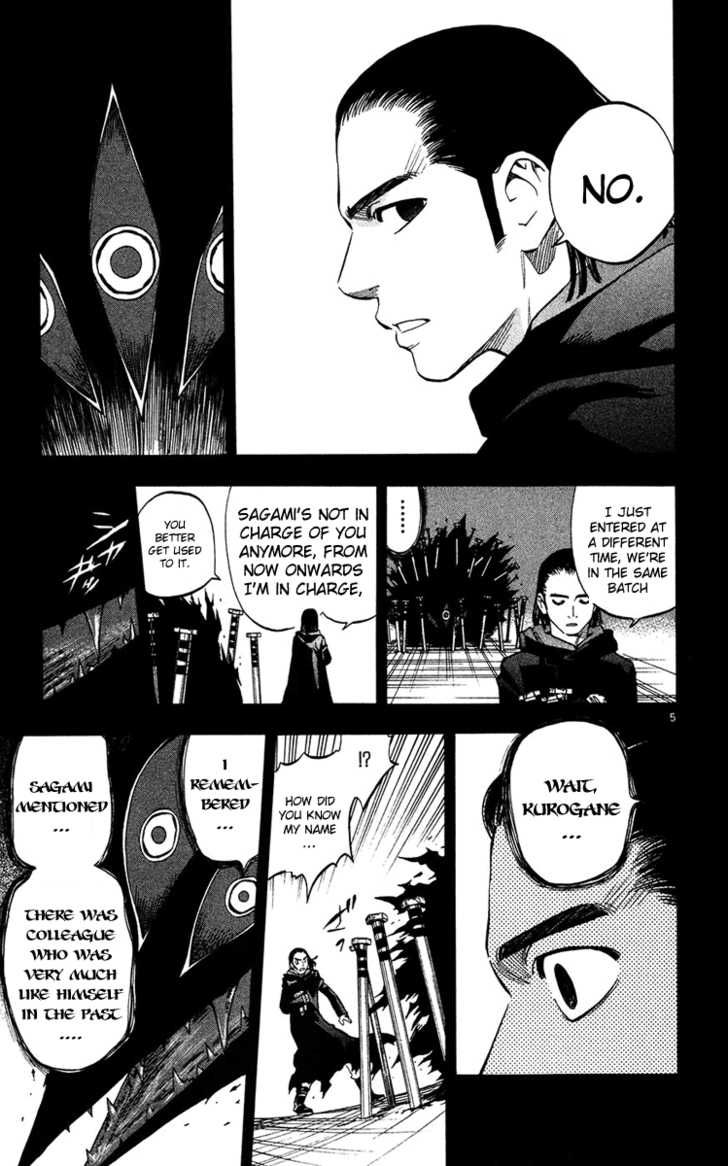 NO.
I JUST
ENTERED AT
A DIFFERENT
TIME, WE'RE
IN THE SAME
BATCH
......
SAGAMI'S NOT IN
CHARGE OF YOU
ANYMORE, FROM
NOW ONWARDS
I'M IN CHARGE,
YOU
BETTER
GET USED
TO IT.
5
WAIT,
KUROGANE
...
!?
HOW DID
YOU KNOW
MY NAME
...
I
REMEM-
BERED
...
SAGAMI
MENTIONED
...
THERE WAS
COLLEAGUE
WHO WAS
VERY MUCH
LIKE HIMSELF
IN THE PAST
....